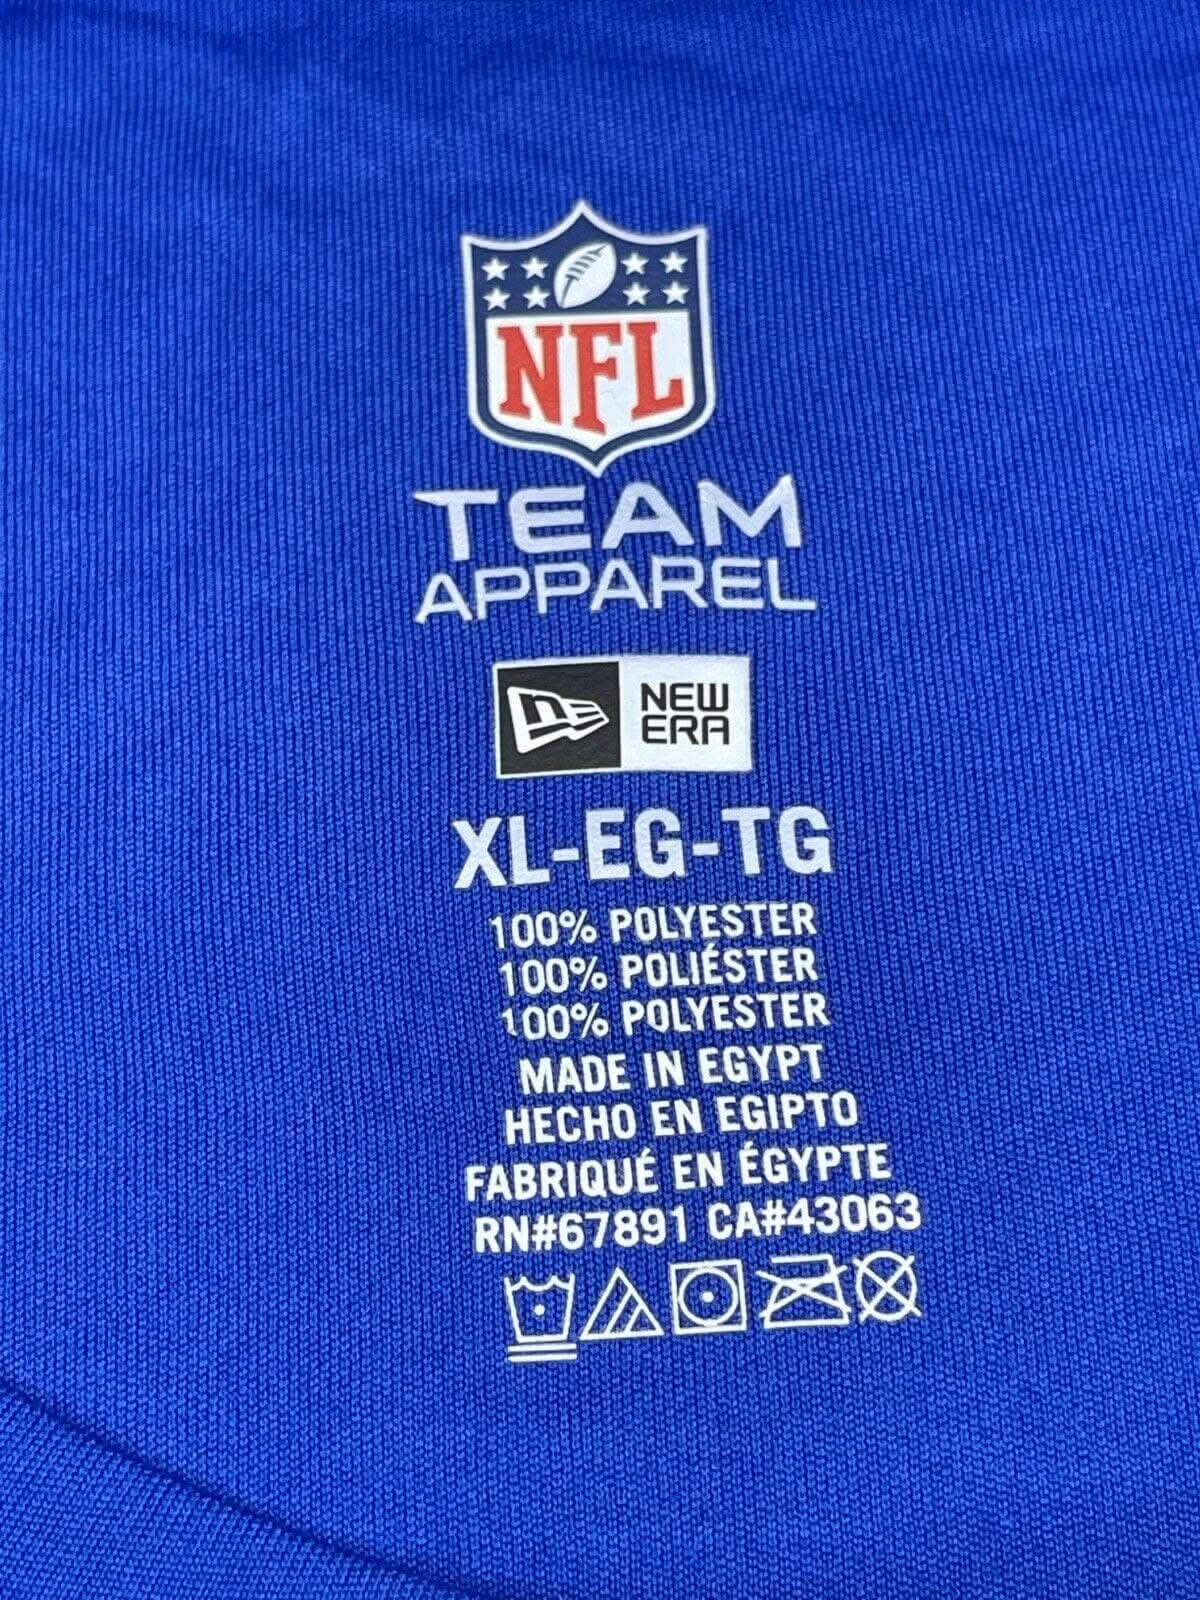 NFL
TEAM
APPAREL
NEW
ERA
XL-EG-TG
100% POLYESTER
100% POLIÉSTER
100% POLYESTER
MADE IN EGYPT
HECHO EN EGIPTO
FABRIQUÉ EN ÉGYPTE
RN#67891 CA#43063